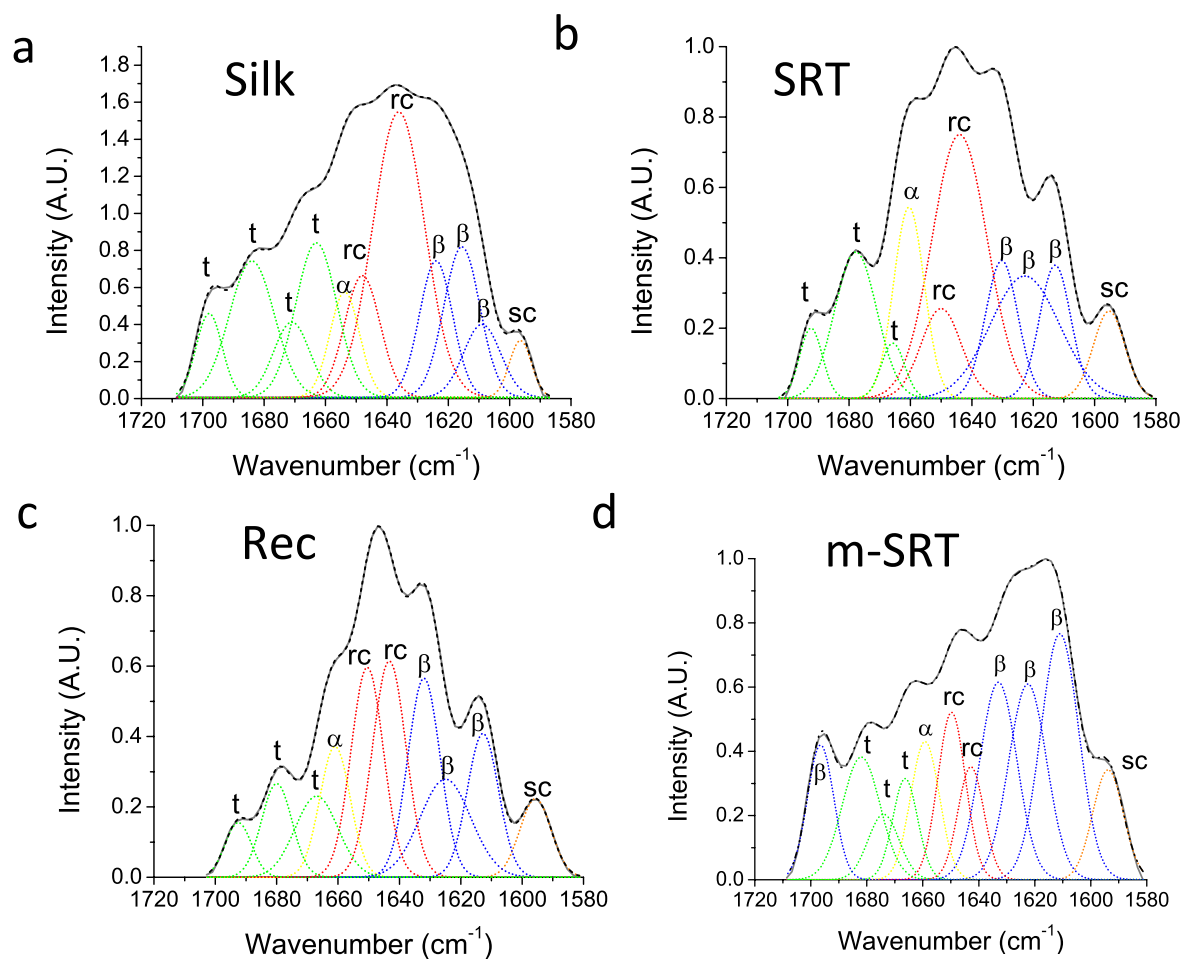 a
Silk
Intensity (A.U.)
1.8
1.6
1.4
1.2
1.0
0.8
0.6
0.4
0.2
0.0
t
t
t
t
α
rc
rc
β
β
β
sc
1720 1700 1680 1660 1640 1620 1600 1580
Wavenumber (cm⁻¹)
b
SRT
Intensity (A.U.)
1.0
0.8
0.6
0.4
0.2
0.0
t
t
t
α
rc
rc
β
β
β
sc
1720 1700 1680 1660 1640 1620 1600 1580
Wavenumber (cm⁻¹)
c
Rec
Intensity (A.U.)
1.0
0.8
0.6
0.4
0.2
0.0
t
t
t
α
rc
rc
β
β
β
sc
1720 1700 1680 1660 1640 1620 1600 1580
Wavenumber (cm⁻¹)
d
m-SRT
Intensity (A.U.)
1.0
0.8
0.6
0.4
0.2
0.0
β
t
t
t
α
rc
rc
β
β
β
sc
1720 1700 1680 1660 1640 1620 1600 1580
Wavenumber (cm⁻¹)